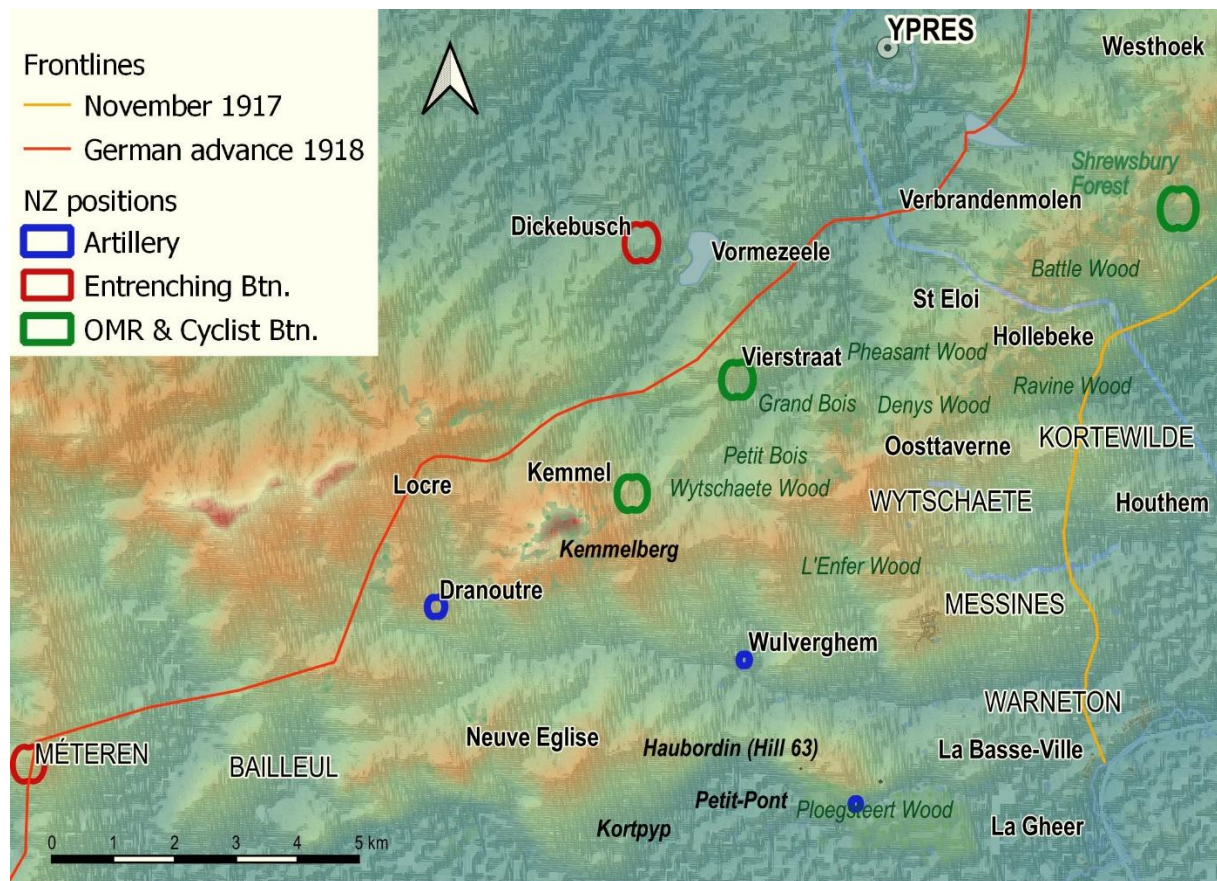 Frontlines
November 1917
German advance 1918
NZ positions
Artillery
Entrenching Btn.
OMR & Cyclist Btn.
YPRES
Westhoek
Shrewsbury
Forest
Verbrandenmolen
Dickebusch
Vormezeele
Battle Wood
St Eloi
Hollebeke
Vierstraat
Pheasant Wood
Ravine Wood
Grand Bois
Denys Wood
KORTEWILDE
Oosttaverne
Petit Bois
Kemmel
Locre
Wytschaete Wood
WYTSCHAETE
Houthem
Kemmelberg
L'Enfer Wood
Dranoutre
MESSINES
Wulverghem
WARNETON
Neuve Eglise
Haubordin (Hill 63)
La Basse-Ville
MÉTEREN
BAILLEUL
Petit-Pont
Ploegsteert Wood
Kortpyp
La Gheer
0 1 2 3 4 5 km